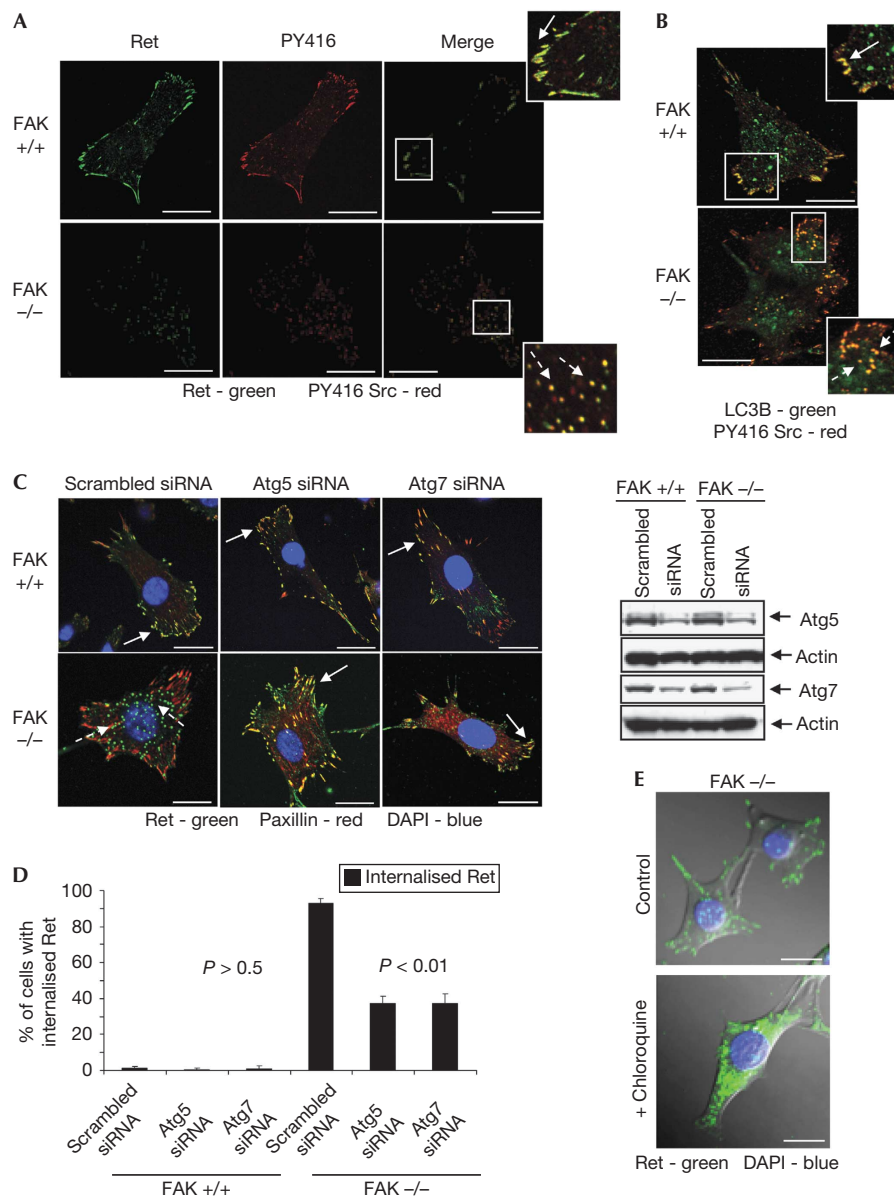 A
Ret
PY416
Merge
FAK
+/+
FAK
–/–
Ret - green PY416 Src - red
B
FAK
+/+
FAK
–/–
LC3B - green
PY416 Src - red
C
Scrambled siRNA
Atg5 siRNA
Atg7 siRNA
FAK
+/+
FAK
–/–
Ret - green Paxillin - red DAPI - blue
FAK +/+ FAK –/–
Scrambled
siRNA
Scrambled
siRNA
Atg5
Actin
Atg7
Actin
D
Internalised Ret
% of cells with
internalised Ret
100
80
60
40
20
0
P > 0.5
P < 0.01
Scrambled
siRNA
Atg5
siRNA
Atg7
siRNA
Scrambled
siRNA
Atg5
siRNA
Atg7
siRNA
FAK +/+
FAK –/–
E
FAK –/–
Control
+ Chloroquine
Ret - green DAPI - blue